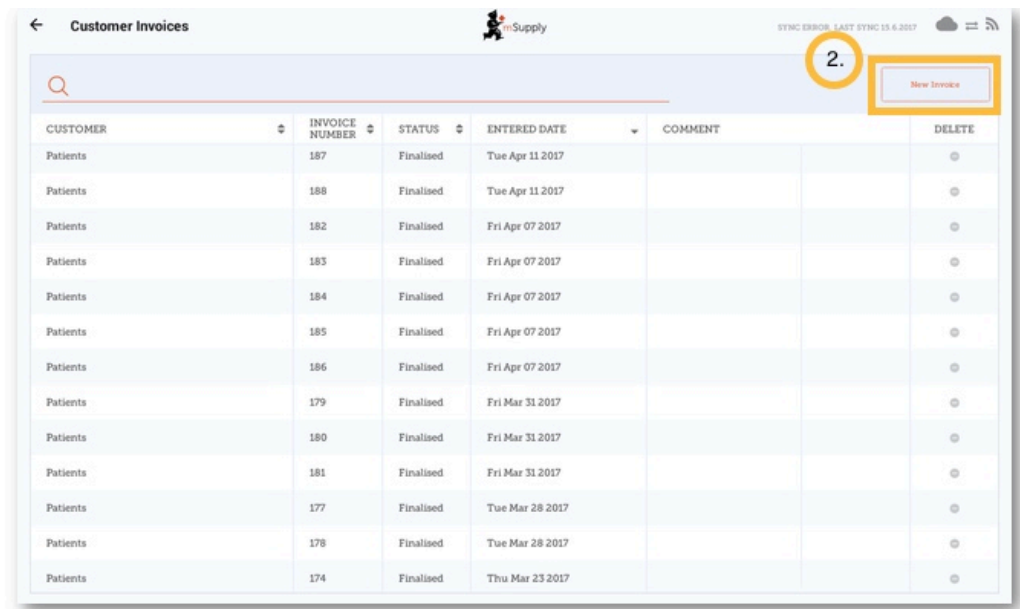 Customer Invoices
mSupply
SYNC ERROR. LAST SYNC 15.6.2017
2.
New Invoice
CUSTOMER INVOICE NUMBER STATUS ENTERED DATE COMMENT DELETE
Patients 187 Finalised Tue Apr 11 2017
Patients 188 Finalised Tue Apr 11 2017
Patients 182 Finalised Fri Apr 07 2017
Patients 183 Finalised Fri Apr 07 2017
Patients 184 Finalised Fri Apr 07 2017
Patients 185 Finalised Fri Apr 07 2017
Patients 186 Finalised Fri Apr 07 2017
Patients 179 Finalised Fri Mar 31 2017
Patients 180 Finalised Fri Mar 31 2017
Patients 181 Finalised Fri Mar 31 2017
Patients 177 Finalised Tue Mar 28 2017
Patients 178 Finalised Tue Mar 28 2017
Patients 174 Finalised Thu Mar 23 2017